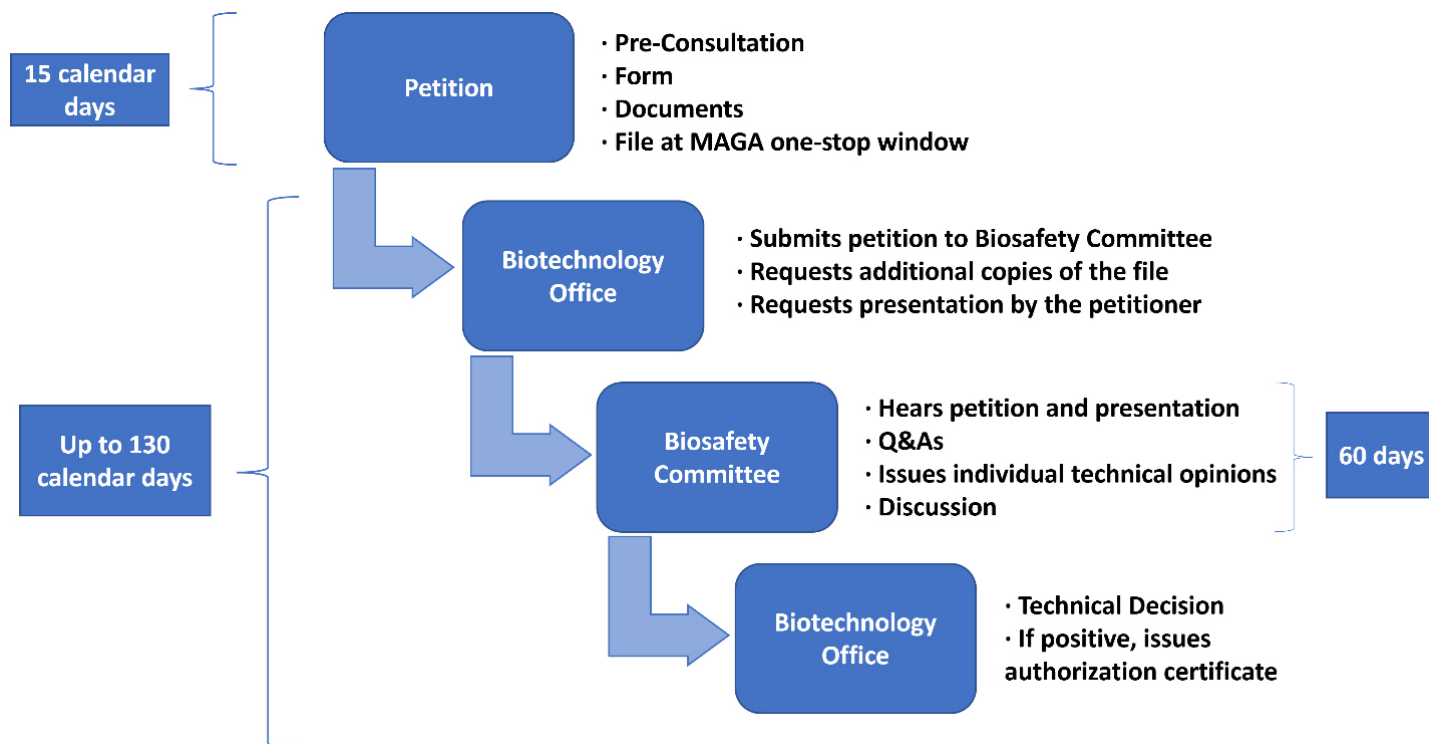 15 calendar
days
Petition
· Pre-Consultation
· Form
· Documents
· File at MAGA one-stop window
Up to 130
calendar days
Biotechnology
Office
· Submits petition to Biosafety Committee
· Requests additional copies of the file
· Requests presentation by the petitioner
Biosafety
Committee
· Hears petition and presentation
· Q&As
· Issues individual technical opinions
· Discussion
60 days
Biotechnology
Office
· Technical Decision
· If positive, issues
authorization certificate